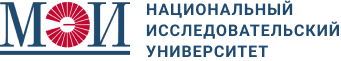 МЭИ
НАЦИОНАЛЬНЫЙ
ИССЛЕДОВАТЕЛЬСКИЙ
УНИВЕРСИТЕТ